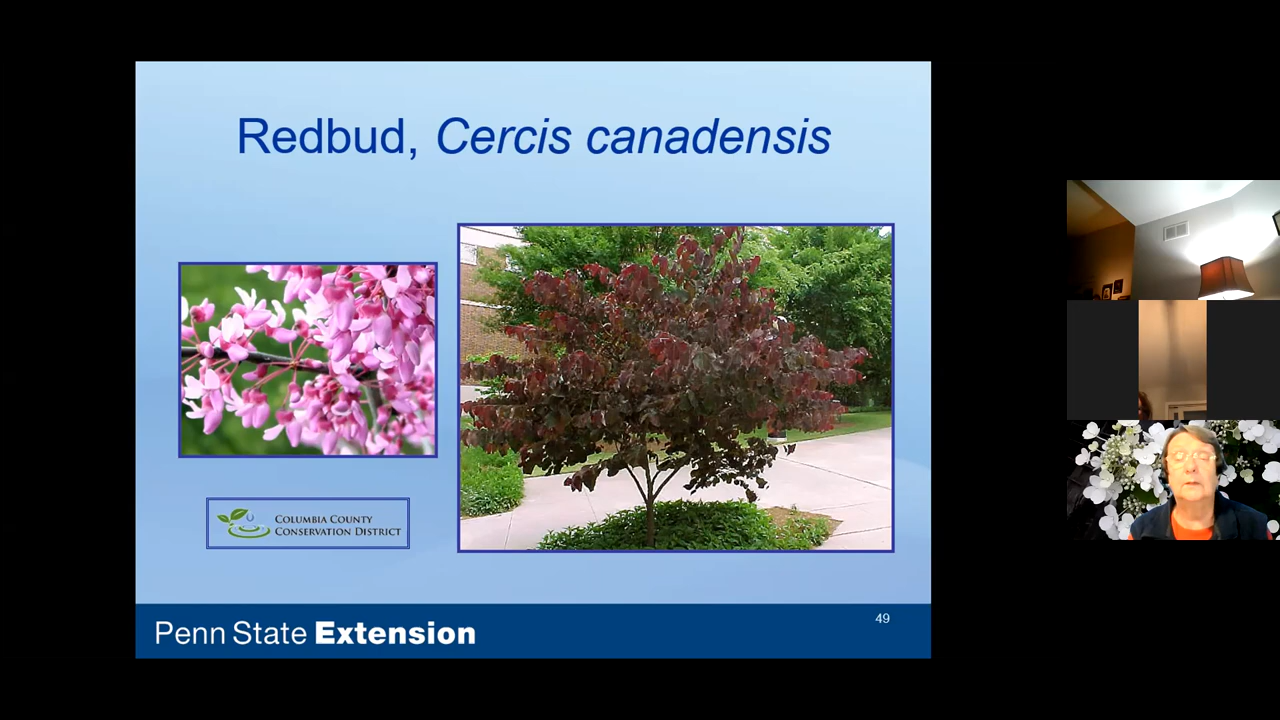 Redbud, Cercis canadensis
COLUMBIA COUNTY
CONSERVATION DISTRICT
49
Penn State Extension